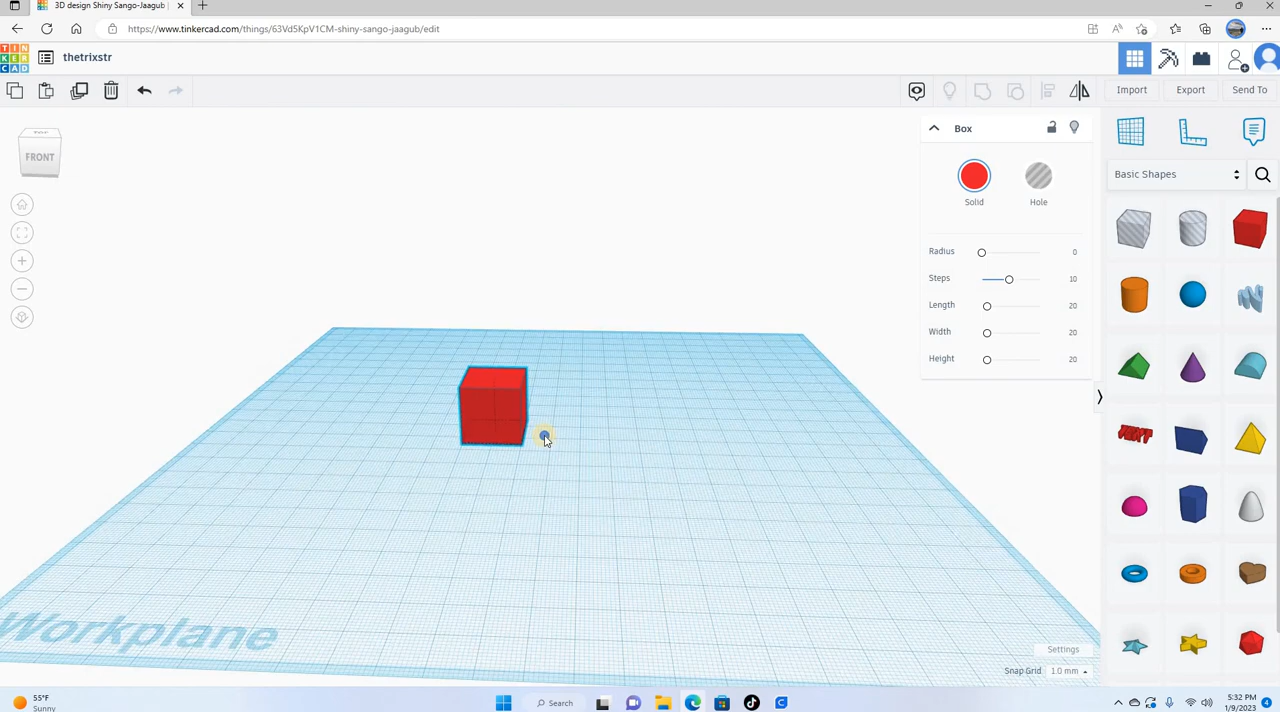 3D design Shiny Sango-Jaagub |
https://www.tinkercad.com/things/63Vd5KpV1CM-shiny-sango-jaagub/edit
TIN
KER
CAD
thetrixstr
Import
Export
Send To
FRONT
Box
Solid
Hole
Radius 0
Steps 10
Length 20
Width 20
Height 20
Basic Shapes
TEXT
Workplane
Settings
Snap Grid 1.0 mm
55°F
Sunny
Search
5:32 PM
1/9/2023